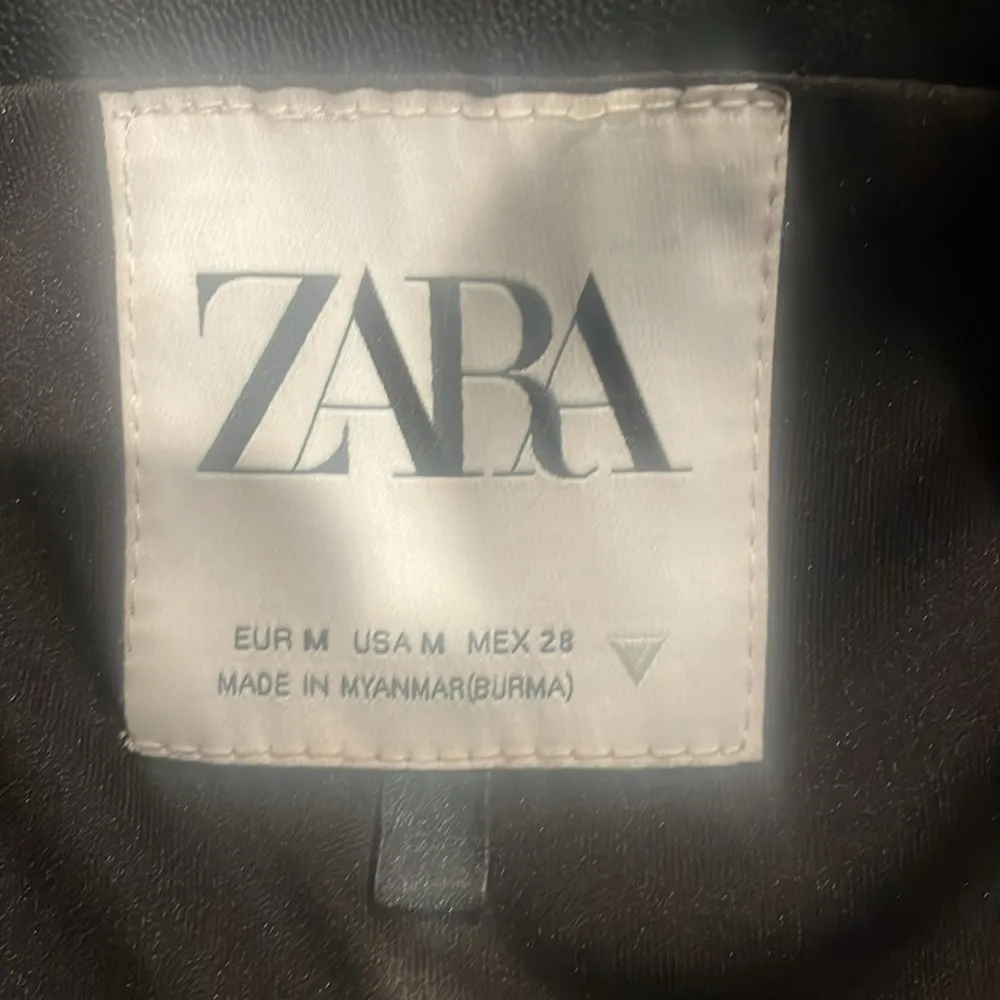 ZARA
EUR M USA M MEX 28
MADE IN MYANMAR(BURMA)